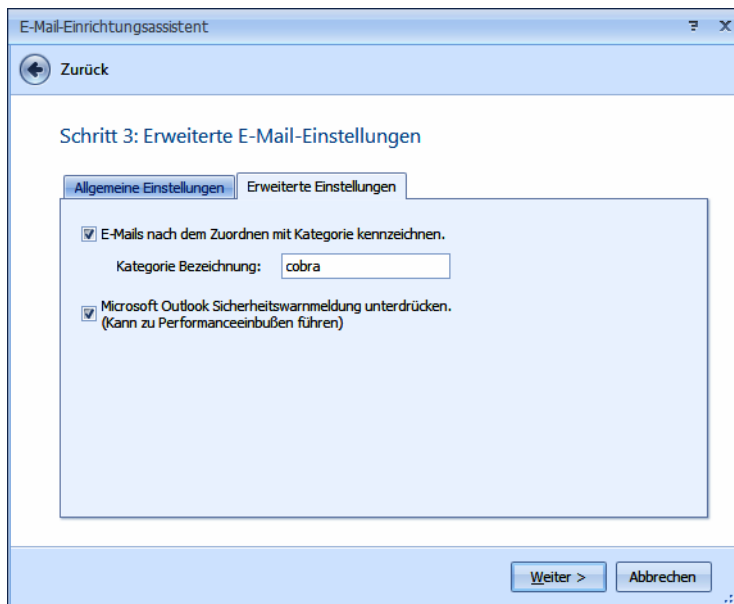 E-Mail-Einrichtungsassistent
Zurück
Schritt 3: Erweiterte E-Mail-Einstellungen
Allgemeine Einstellungen
Erweiterte Einstellungen
E-Mails nach dem Zuordnen mit Kategorie kennzeichnen.
Kategorie Bezeichnung:
cobra
Microsoft Outlook Sicherheitswarnmeldung unterdrücken.
(Kann zu Performanceeinbußen führen)
Weiter >
Abbrechen